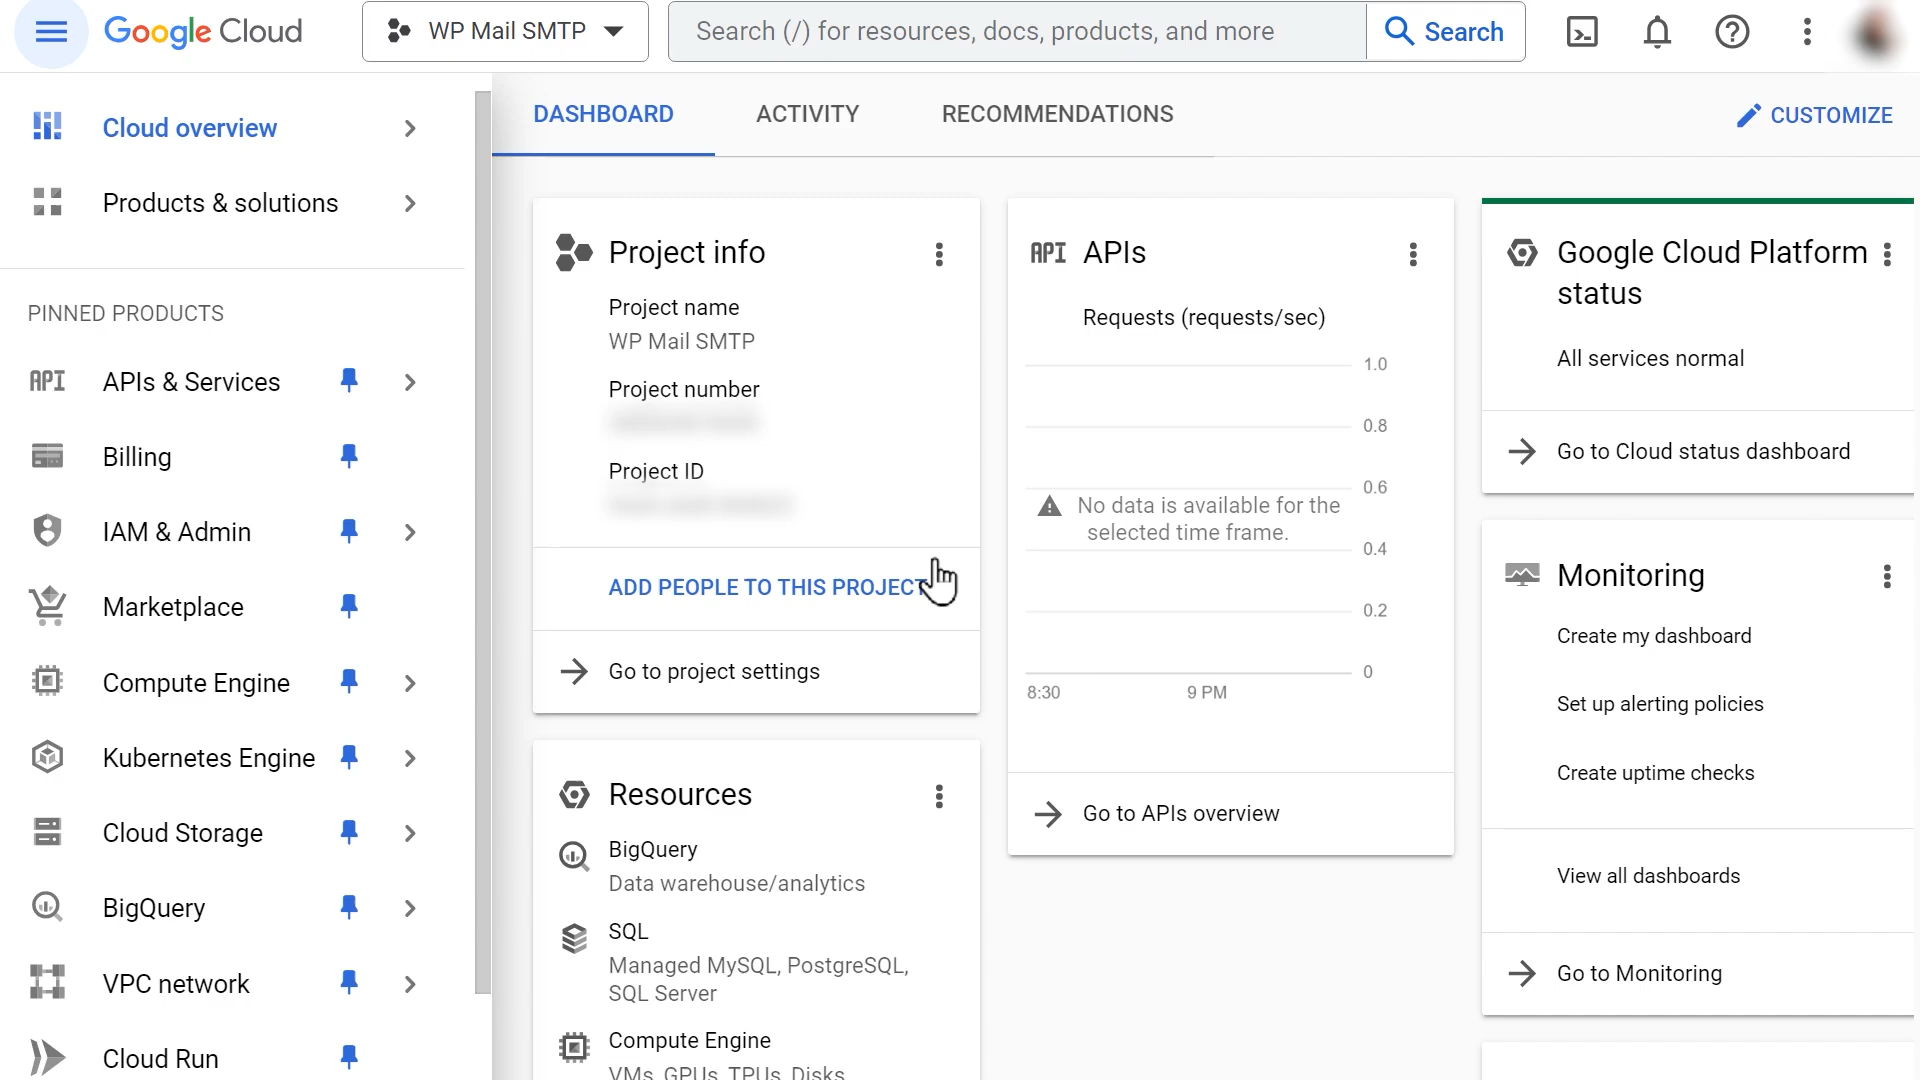 Google Cloud
WP Mail SMTP
Search (/) for resources, docs, products, and more
Search
Cloud overview
Products & solutions
PINNED PRODUCTS
API
APIs & Services
Billing
IAM & Admin
Marketplace
Compute Engine
Kubernetes Engine
Cloud Storage
BigQuery
VPC network
Cloud Run
DASHBOARD
ACTIVITY
RECOMMENDATIONS
CUSTOMIZE
Project info
Project name
WP Mail SMTP
Project number
Project ID
ADD PEOPLE TO THIS PROJECT
Go to project settings
Resources
BigQuery
Data warehouse/analytics
SQL
Managed MySQL, PostgreSQL,
SQL Server
Compute Engine
VMs, GPUs, TPUs, Disks
API
APIs
Requests (requests/sec)
1.0
0.8
0.6
No data is available for the
selected time frame.
0.4
0.2
0
8:30
9 PM
Go to APIs overview
Google Cloud Platform
status
All services normal
Go to Cloud status dashboard
Monitoring
Create my dashboard
Set up alerting policies
Create uptime checks
View all dashboards
Go to Monitoring